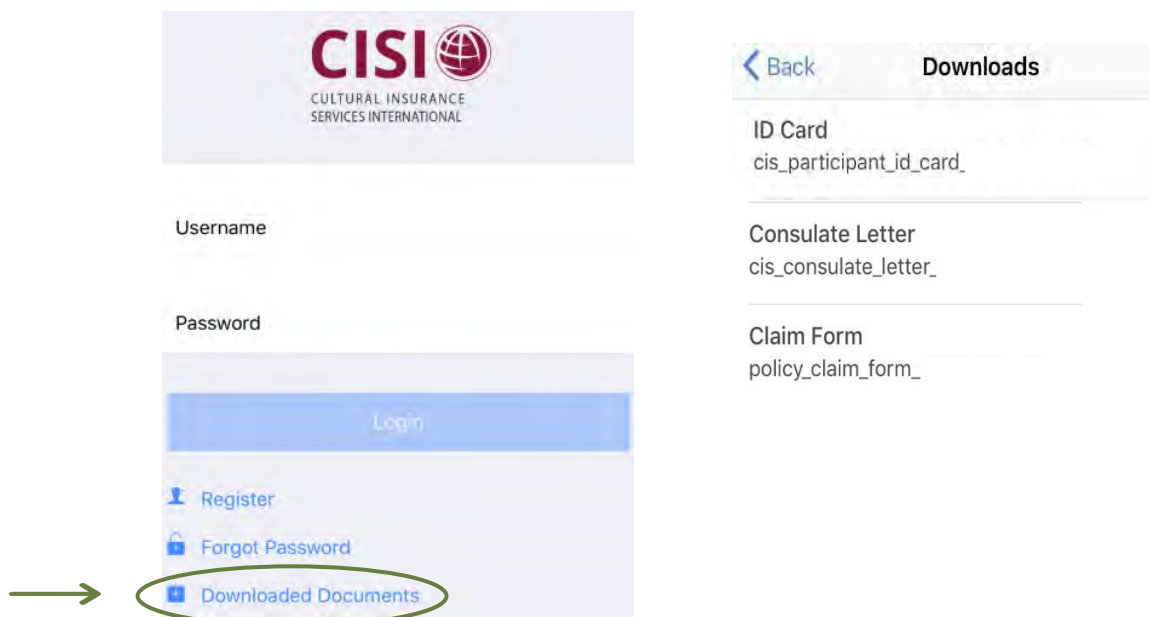 CISI
CULTURAL INSURANCE
SERVICES INTERNATIONAL
Username
Password
Login
Register
Forgot Password
Downloaded Documents
Back Downloads
ID Card
cis_participant_id_card_
Consulate Letter
cis_consulate_letter_
Claim Form
policy_claim_form_